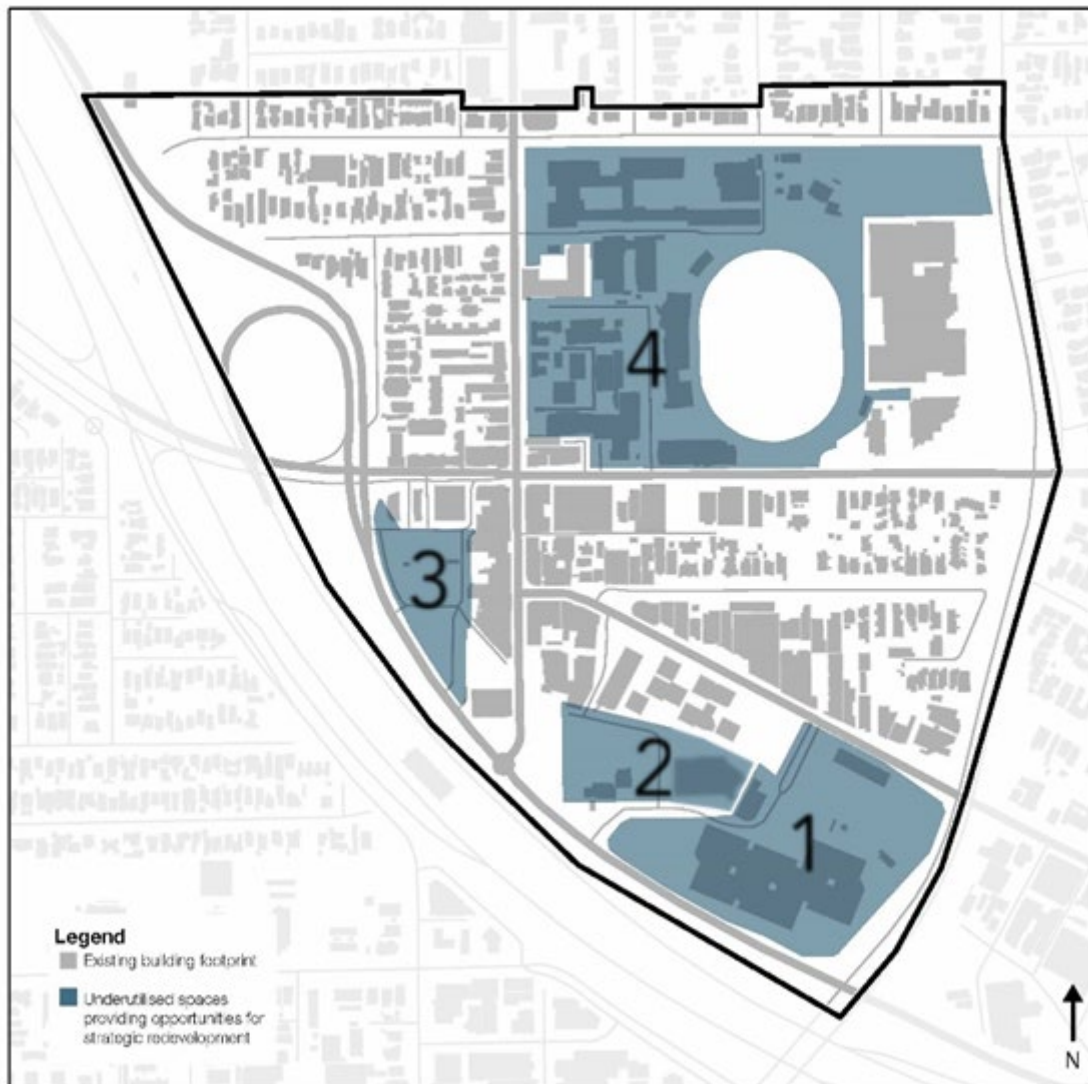 4
3
2
1
Legend
Existing building footprint
Underutilised spaces
providing opportunities for
strategic redevelopment
N